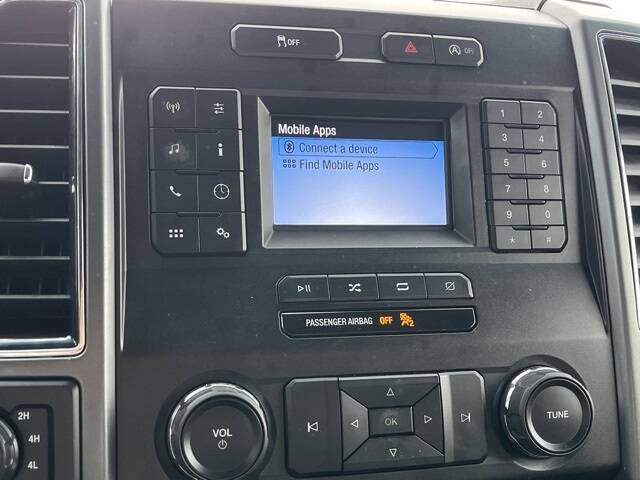 OFF
OFF
Mobile Apps
Connect a device
Find Mobile Apps
i
1 2
3 4
5 6
7 8
9 0
* #
PASSENGER AIRBAG OFF 2
2H
4H
4L
VOL
OK
TUNE